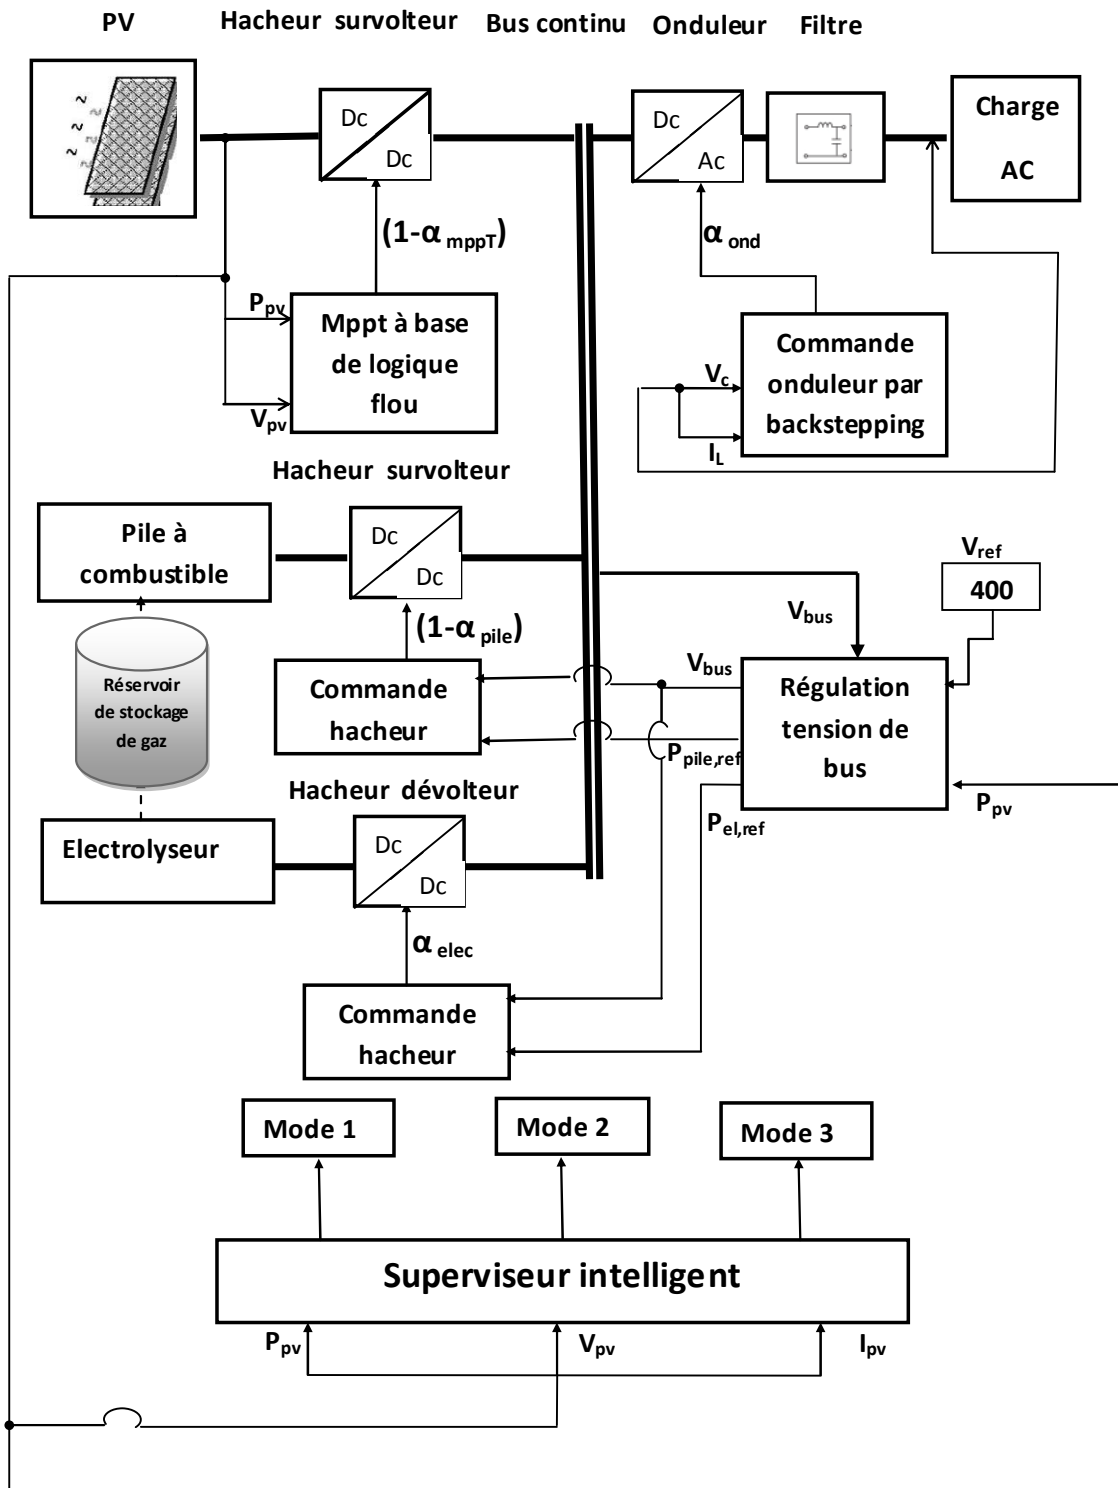 PV
Hacheur survolteur
Bus continu
Onduleur
Filtre
Dc
Dc
Dc
Ac
Charge
AC
(1-α mppT)
α ond
Ppv
Vpv
Mppt à base
de logique
flou
Commande
onduleur par
backstepping
Vc
IL
Hacheur survolteur
Pile à
combustible
Dc
Dc
Vref
400
Vbus
(1-α pile)
Réservoir
de stockage
de gaz
Commande
hacheur
Vbus
Ppile,ref
Pel,ref
Régulation
tension de
bus
Ppv
Hacheur dévolteur
Electrolyseur
Dc
Dc
α elec
Commande
hacheur
Mode 1
Mode 2
Mode 3
Superviseur intelligent
Ppv
Vpv
Ipv